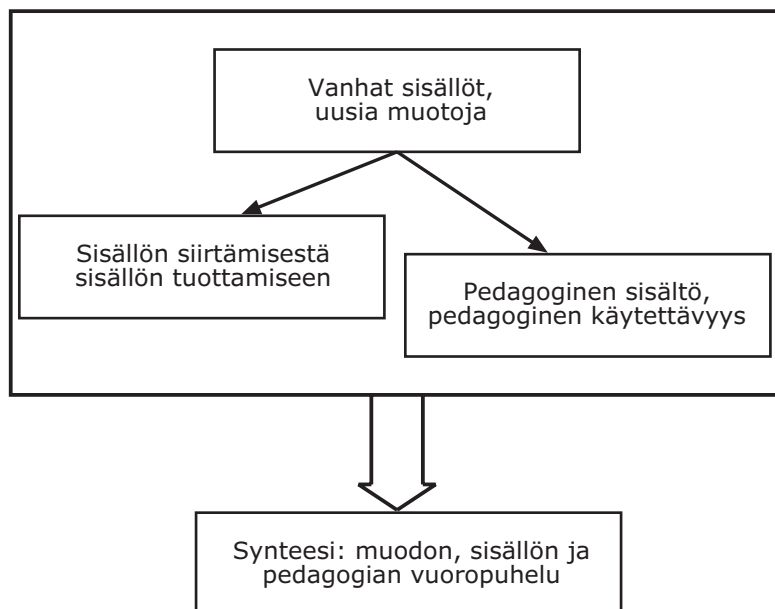 Vanhat sisällöt,
uusia muotoja
Sisällön siirtämisestä
sisällön tuottamiseen
Pedagoginen sisältö,
pedagoginen käytettävyys
Synteesi: muodon, sisällön ja
pedagogian vuoropuhelu